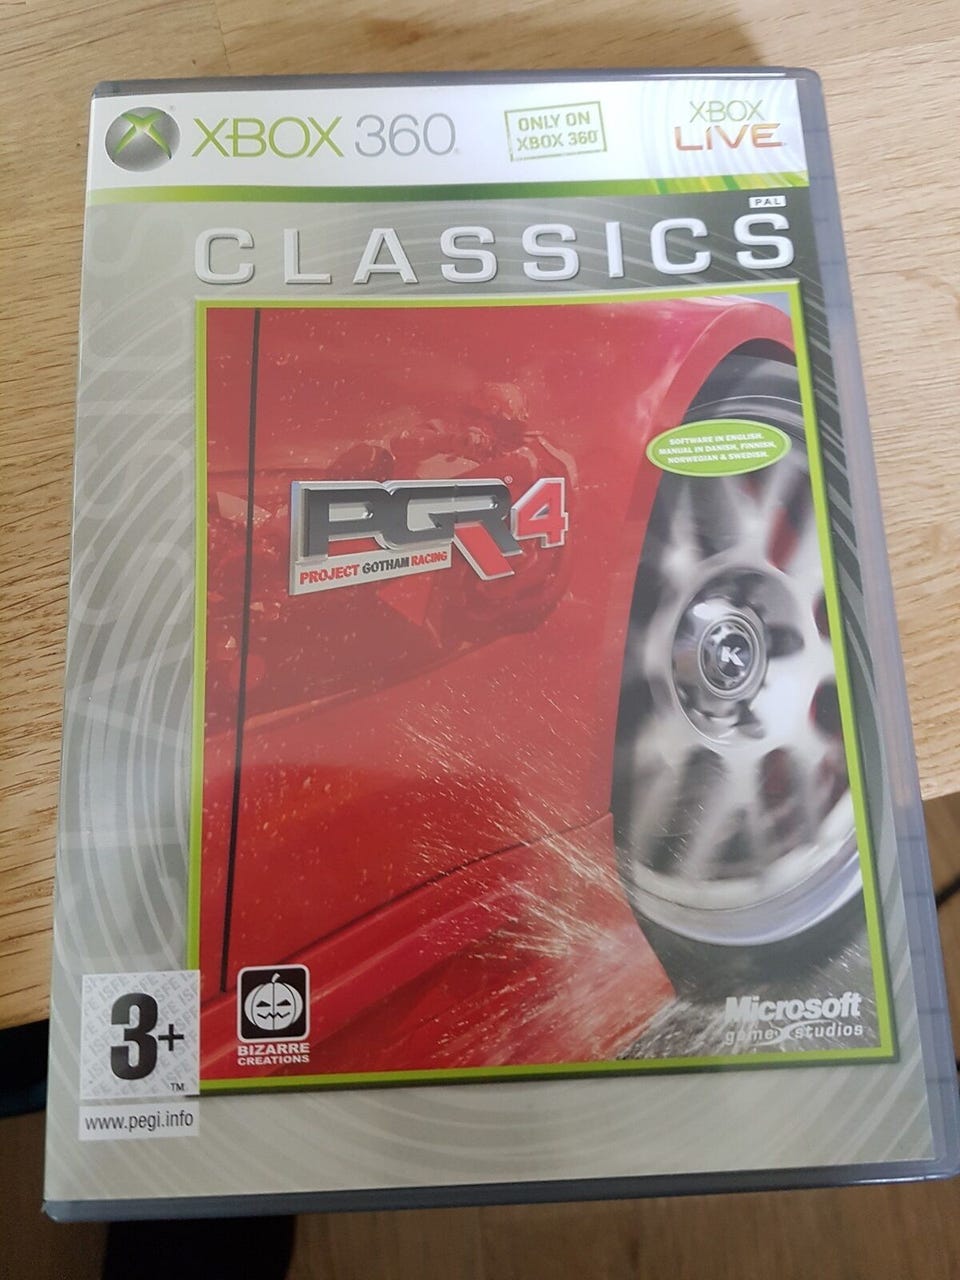 XBOX 360
ONLY ON
XBOX 360
XBOX
LIVE
PAL
CLASSICS
SOFTWARE IN ENGLISH.
MANUAL IN DANISH, FINNISH,
NORWEGIAN & SWEDISH.
PGR4
PROJECT GOTHAM RACING
K
3+
TM
www.pegi.info
BIZARRE
CREATIONS
Microsoft
game studios